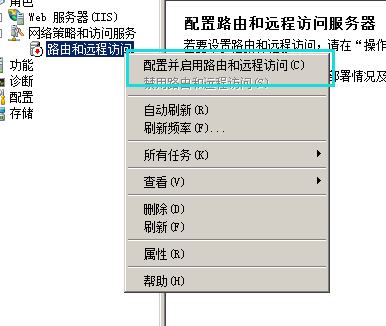 角色
Web 服务器(IIS)
网络策略和访问服务
路由和远程访问
功能
诊断
配置
存储
配置路由和远程访问服务器
若要设置路由和远程访问，请在“操作
署情况及
配置并启用路由和远程访问(C)
禁用路由和远程访问(S)
自动刷新(R)
刷新频率(F)...
所有任务(K)
查看(V)
删除(D)
刷新(F)
属性(R)
帮助(H)